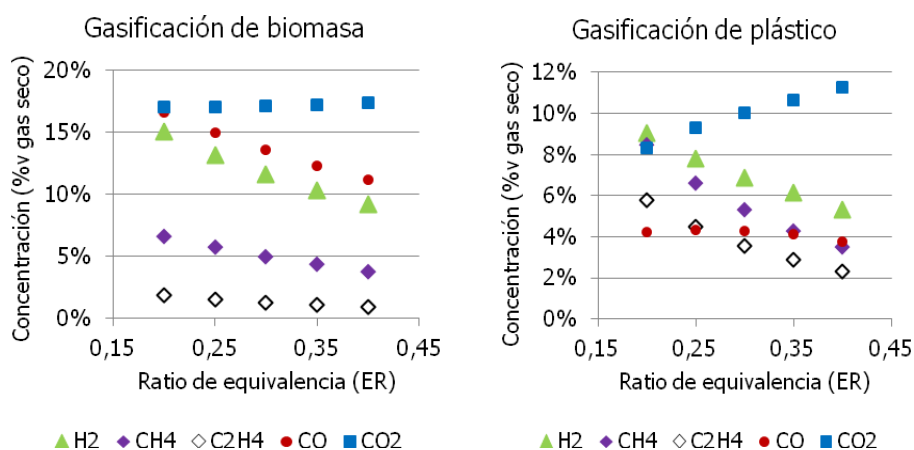 Gasificación de biomasa
Concentración (%v gas seco)
20%
15%
10%
5%
0%
0,15 0,25 0,35 0,45
Ratio de equivalencia (ER)
H2 CH4 C2H4 CO CO2
Gasificación de plástico
Concentración (%v gas seco)
12%
10%
8%
6%
4%
2%
0,15 0,25 0,35 0,45
Ratio de equivalencia (ER)
H2 CH4 C2H4 CO CO2